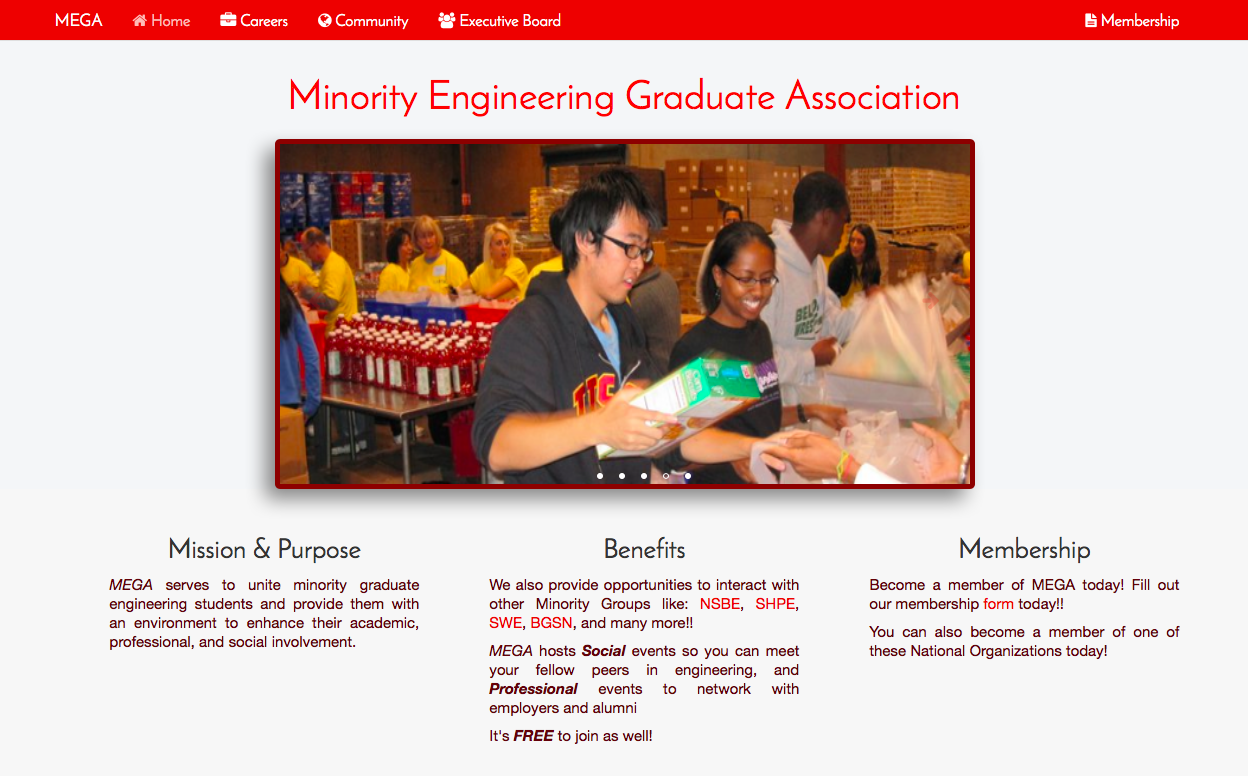 MEGA Home Careers Community Executive Board Membership
Minority Engineering Graduate Association
Mission & Purpose
MEGA serves to unite minority graduate
engineering students and provide them with
an environment to enhance their academic,
professional, and social involvement.
Benefits
We also provide opportunities to interact with
other Minority Groups like: NSBE, SHPE,
SWE, BGSN, and many more!!
MEGA hosts Social events so you can meet
your fellow peers in engineering, and
Professional events to network with
employers and alumni
It's FREE to join as well!
Membership
Become a member of MEGA today! Fill out
our membership form today!!
You can also become a member of one of
these National Organizations today!